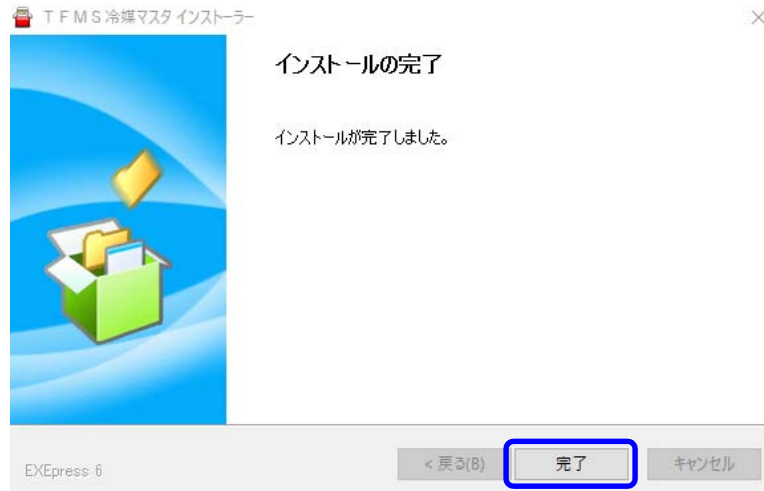 ＴＦＭＳ冷媒マスタ インストーラー
インストールの完了
インストールが完了しました。
EXEpress 6
< 戻る(B)
完了
キャンセル